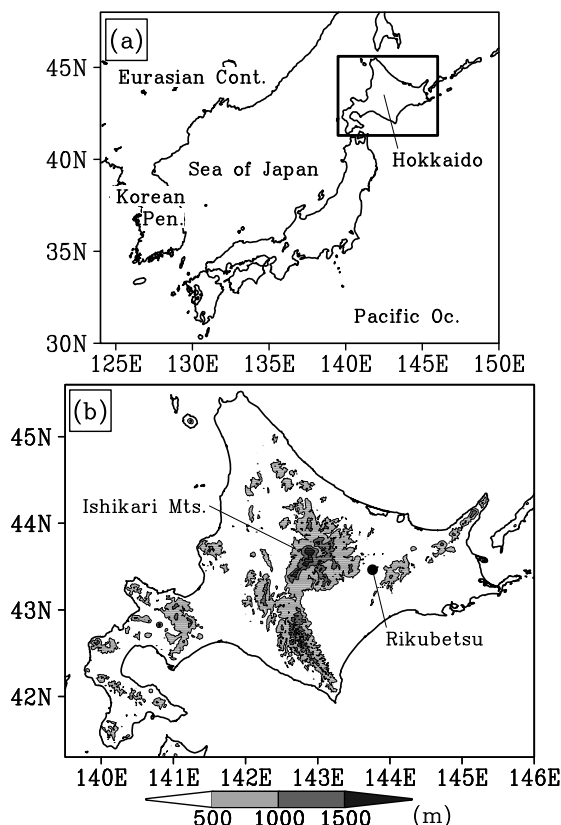 (a)
45N
Eurasian Cont.
40N
Sea of Japan
Hokkaido
Korean
Pen.
35N
Pacific Oc.
30N
125E 130E 135E 140E 145E 150E
(b)
45N
Ishikari Mts.
44N
43N
Rikubetsu
42N
140E 141E 142E 143E 144E 145E 146E
500 1000 1500 (m)